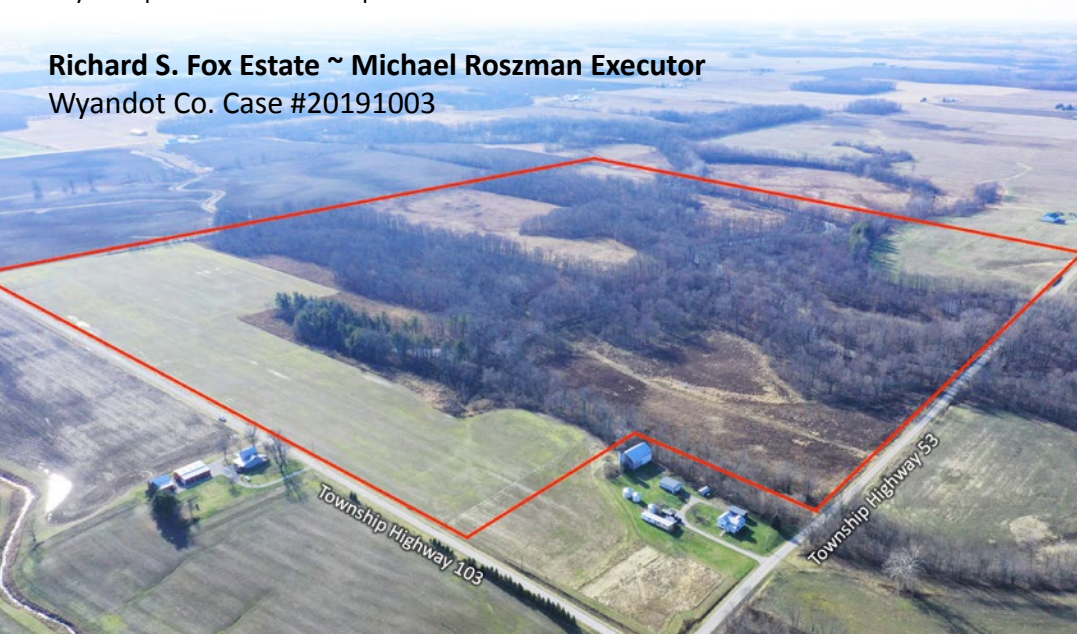 Richard S. Fox Estate ~ Michael Roszman Executor
Wyandot Co. Case #20191003
Township Highway 103
Township Highway 53